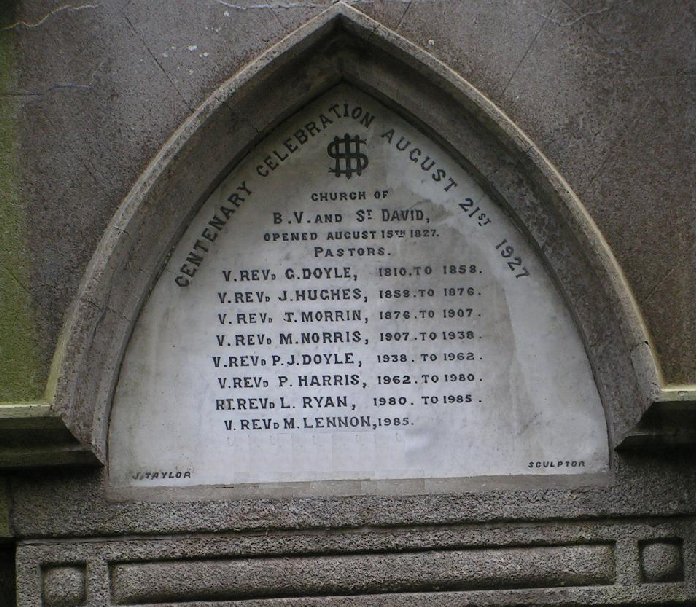 CENTENARY CELEBRATION AUGUST 21st 1927
IHS
CHURCH OF
B.V. AND ST DAVID,
OPENED AUGUST 15TH 1827.
PASTORS.
V. REVD G. DOYLE, 1810. TO 1858.
V. REVD J. HUGHES, 1858. TO 1876.
V. REVD T. MORRIN, 1876. TO 1907.
V. REVD M. NORRIS, 1907. TO 1938.
V. REVD P. J. DOYLE, 1938. TO 1962.
V. REVD P. HARRIS, 1962. TO 1980.
RT. REVD L. RYAN, 1980. TO 1985.
V. REVD M. LENNON, 1985.
J. TAYLOR SCULPTOR